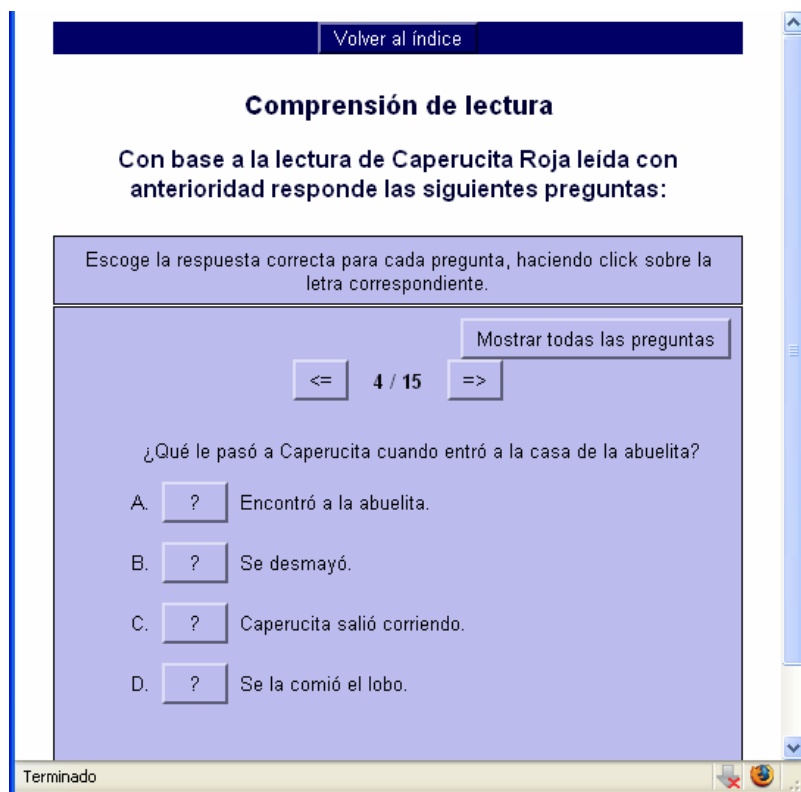 Volver al índice
Comprensión de lectura
Con base a la lectura de Caperucita Roja leída con
anterioridad responde las siguientes preguntas:
Escoge la respuesta correcta para cada pregunta, haciendo click sobre la
letra correspondiente.
Mostrar todas las preguntas
<= 4 / 15 =>
¿Qué le pasó a Caperucita cuando entró a la casa de la abuelita?
A. ? Encontró a la abuelita.
B. ? Se desmayó.
C. ? Caperucita salió corriendo.
D. ? Se la comió el lobo.
Terminado